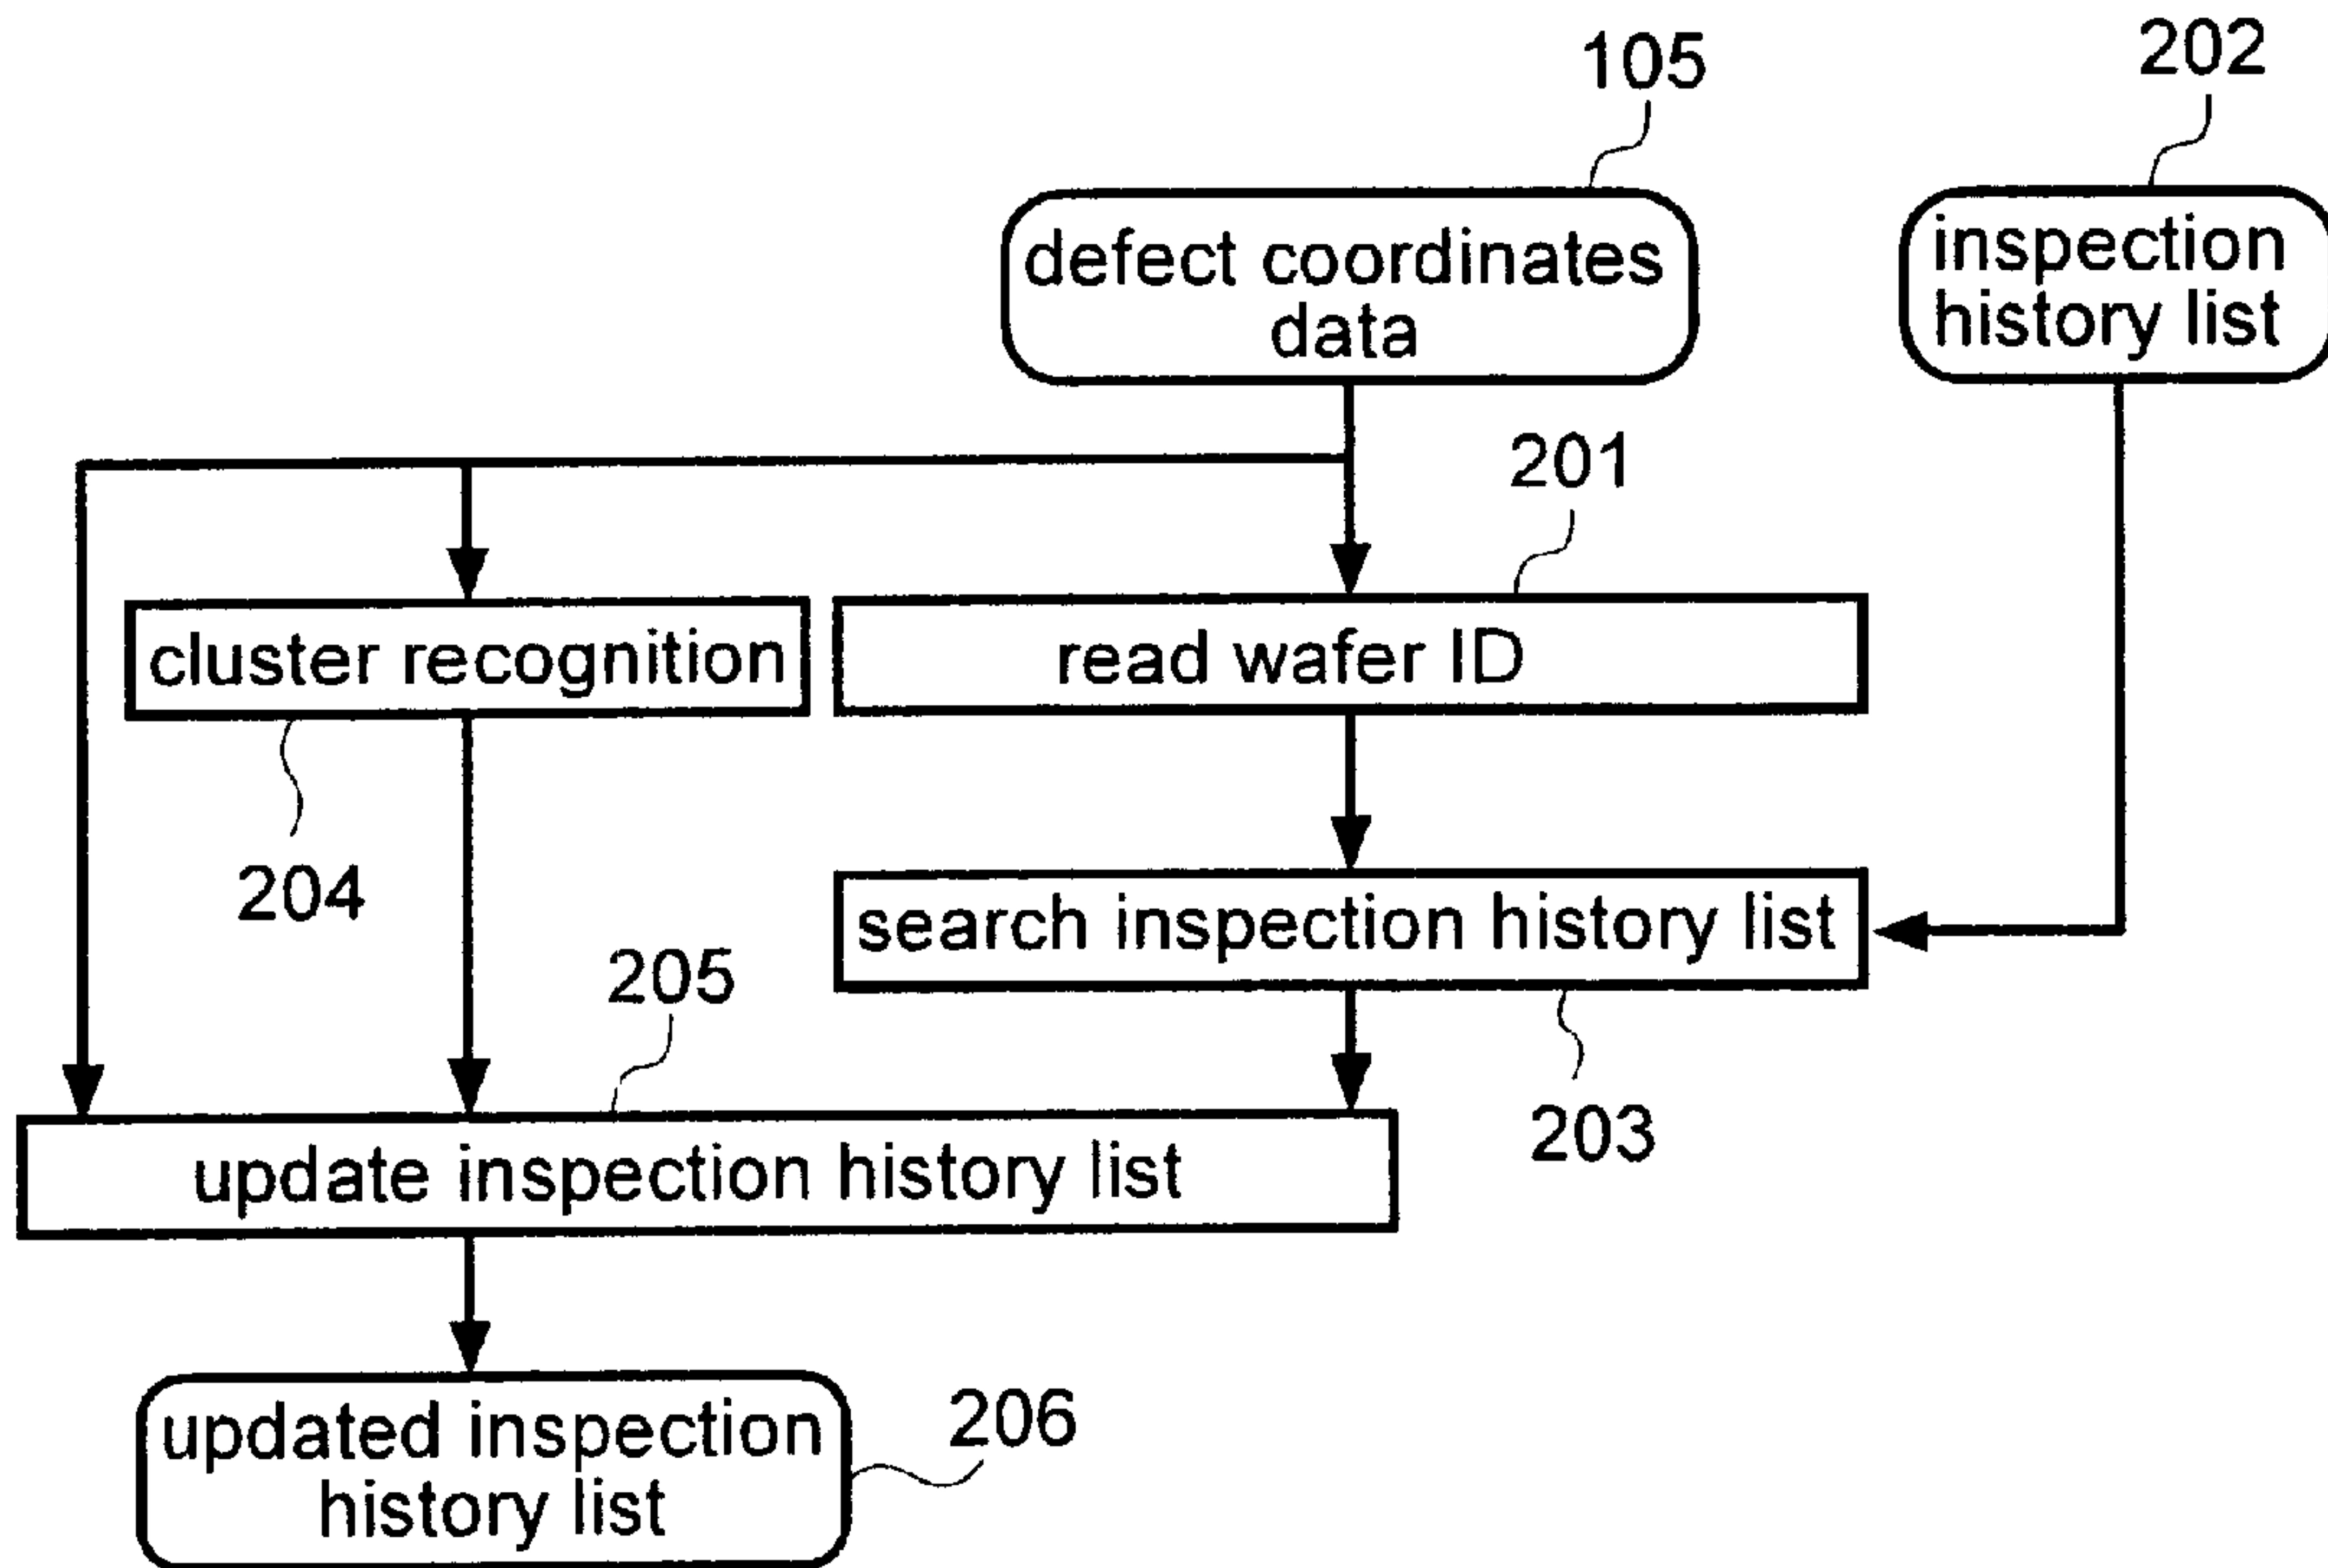 105
202
defect coordinates
data
inspection
history list
201
cluster recognition
read wafer ID
204
search inspection history list
205
203
update inspection history list
updated inspection
history list
206